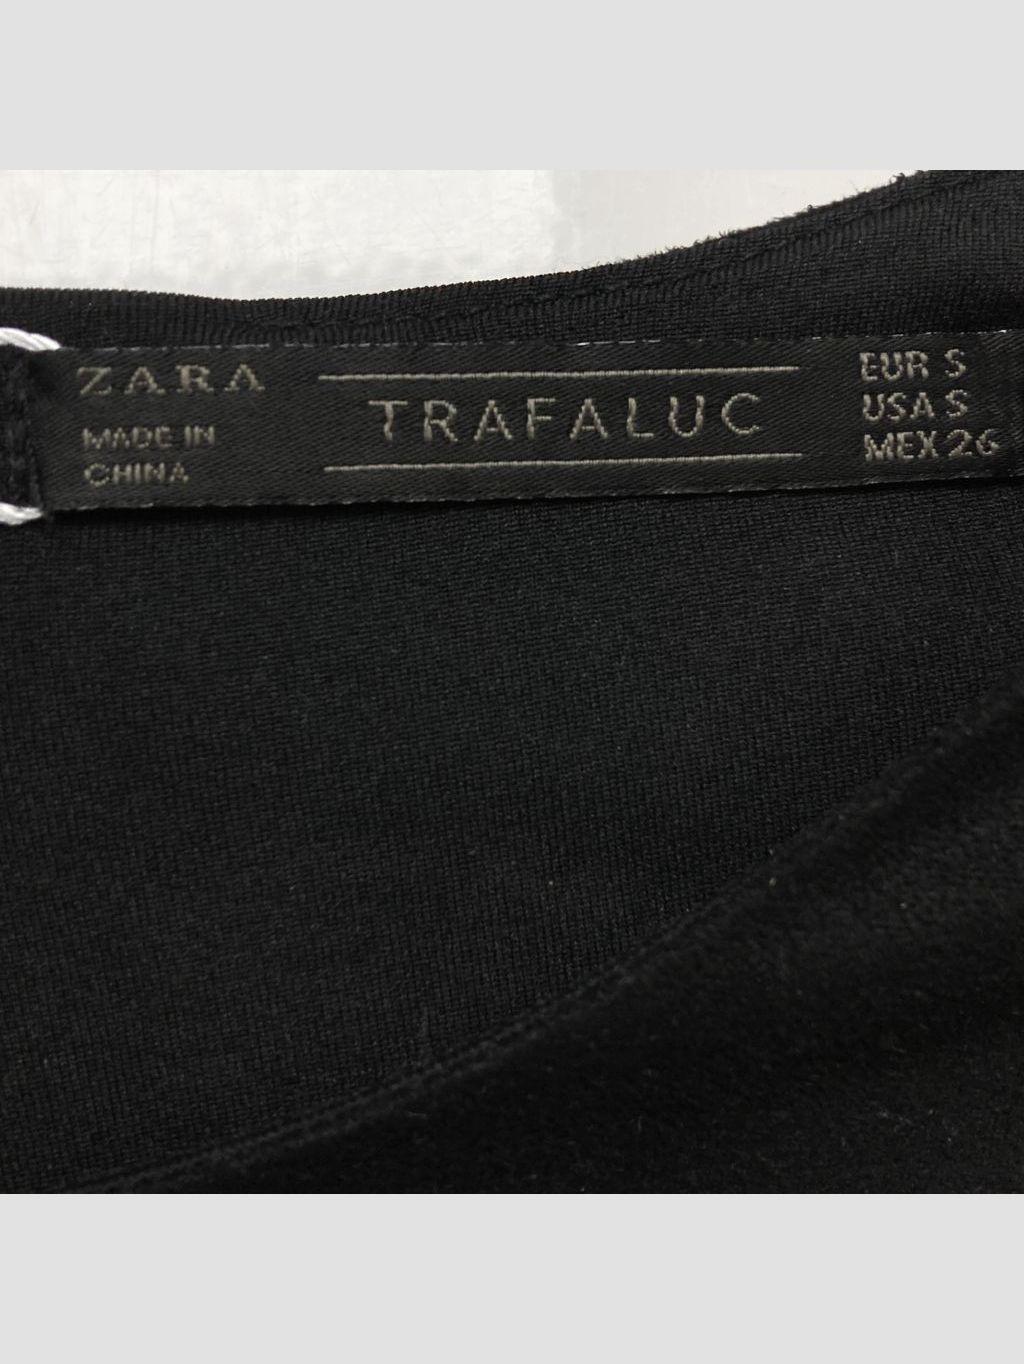 ZARA
MADE IN
CHINA
TRAFALUC
EUR S
USA S
MEX 26